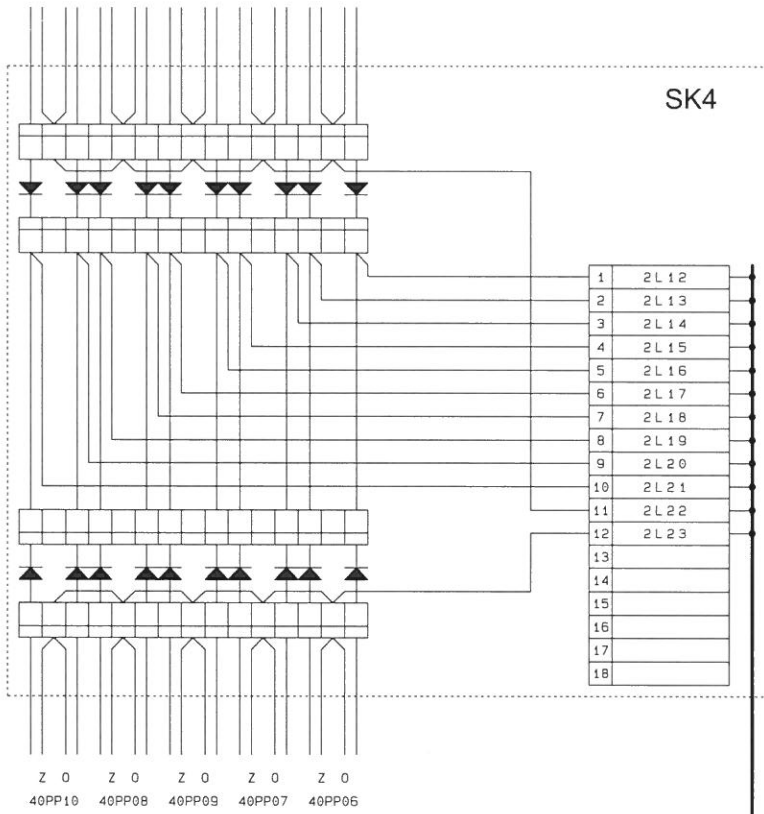 SK4
1 2L12
2 2L13
3 2L14
4 2L15
5 2L16
6 2L17
7 2L18
8 2L19
9 2L20
10 2L21
11 2L22
12 2L23
13
14
15
16
17
18
Z O Z O Z O Z O Z O
40PP10 40PP08 40PP09 40PP07 40PP06